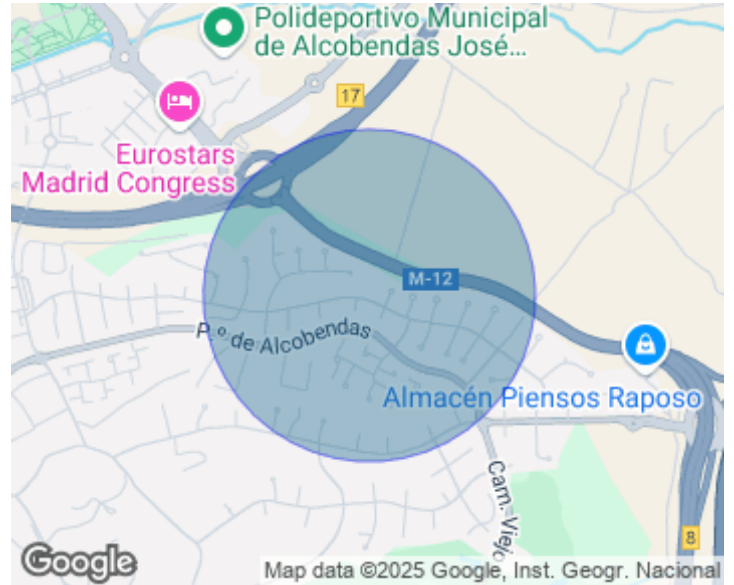 Polideportivo Municipal
de Alcobendas José...
17
Eurostars
Madrid Congress
M-12
P.º de Alcobendas
Almacén Piensos Raposo
Cam. Viejo
8
Google
Map data ©2025 Google, Inst. Geogr. Nacional